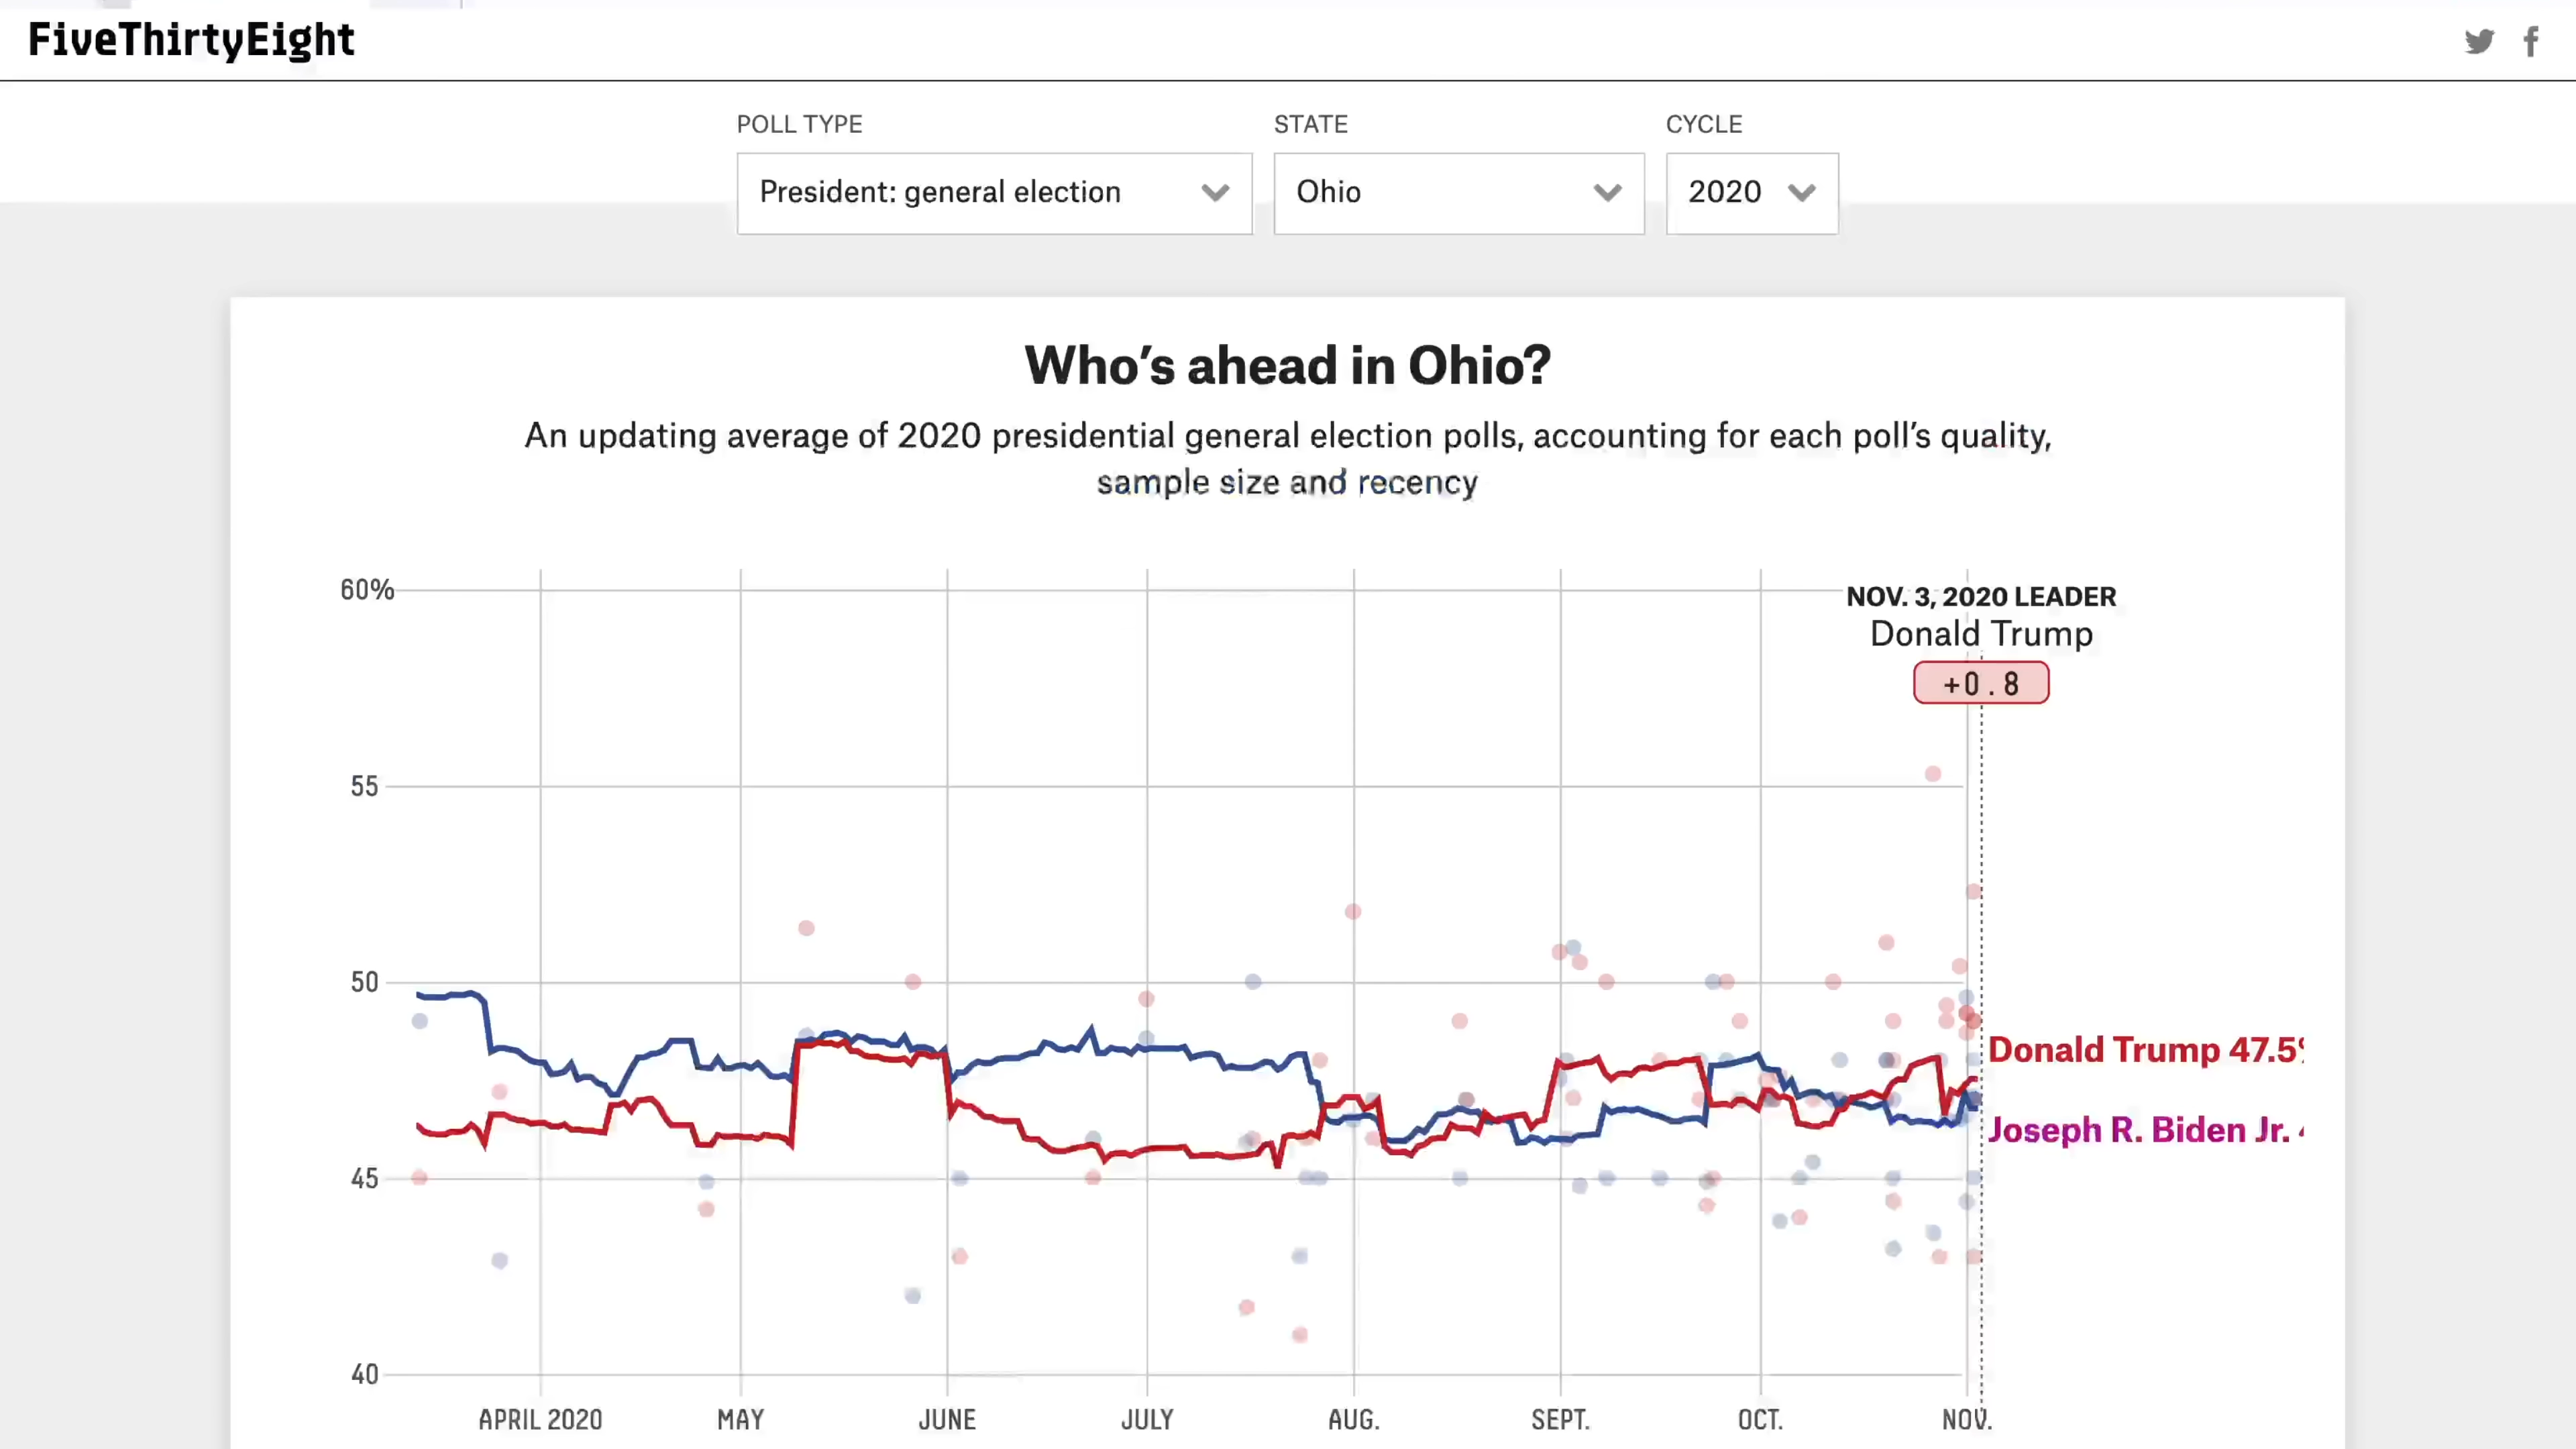 FiveThirtyEight
POLL TYPE
STATE
CYCLE
President: general election
Ohio
2020
Who's ahead in Ohio?
An updating average of 2020 presidential general election polls, accounting for each poll's quality,
sample size and recency
60%
NOV. 3, 2020 LEADER
Donald Trump
+0.8
55
50
Donald Trump 47.5
Joseph R. Biden Jr.
45
40
APRIL 2020
MAY
JUNE
JULY
AUG.
SEPT.
OCT.
NOV.